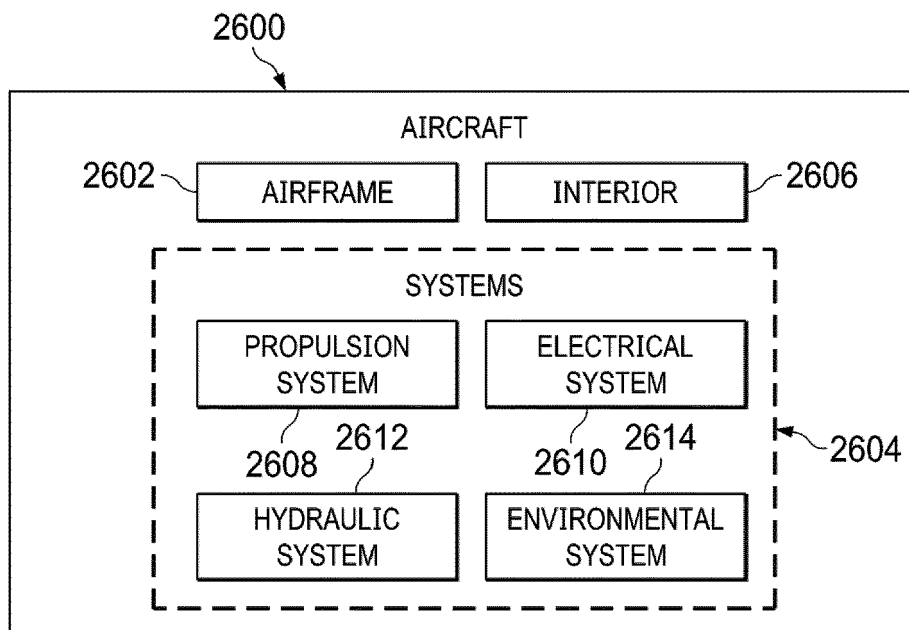 2600
AIRCRAFT
2602
AIRFRAME
INTERIOR
2606
SYSTEMS
PROPULSION
SYSTEM
ELECTRICAL
SYSTEM
2608
2612
2610
2614
2604
HYDRAULIC
SYSTEM
ENVIRONMENTAL
SYSTEM